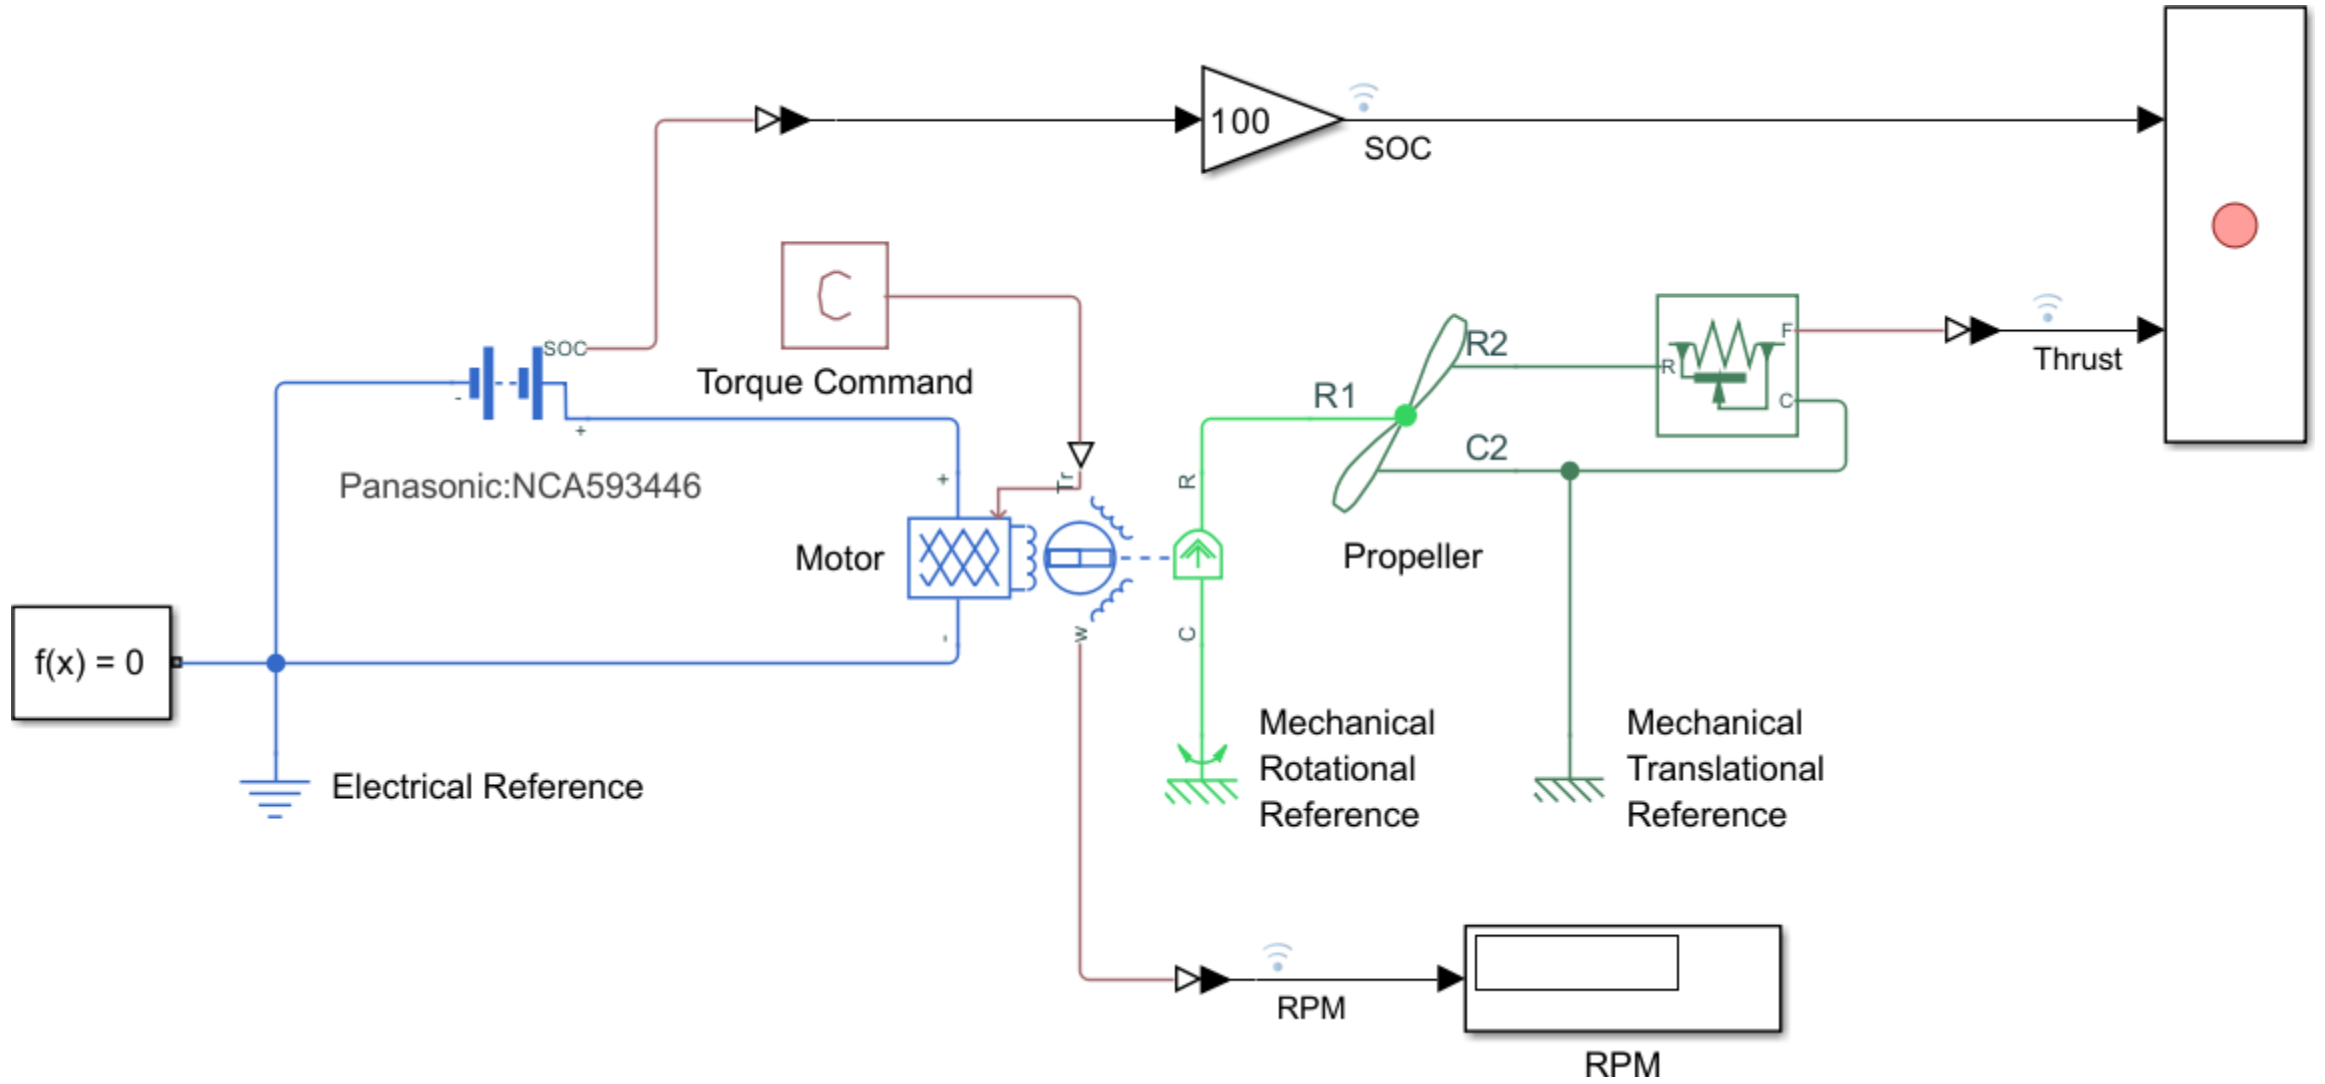 100
SOC
SOC
C
Torque Command
F
R
C
Thrust
R2
R1
C2
-
+
Panasonic:NCA593446
+
Tr
R
Motor
Propeller
-
w
C
f(x) = 0
Electrical Reference
Mechanical
Rotational
Reference
Mechanical
Translational
Reference
RPM
RPM